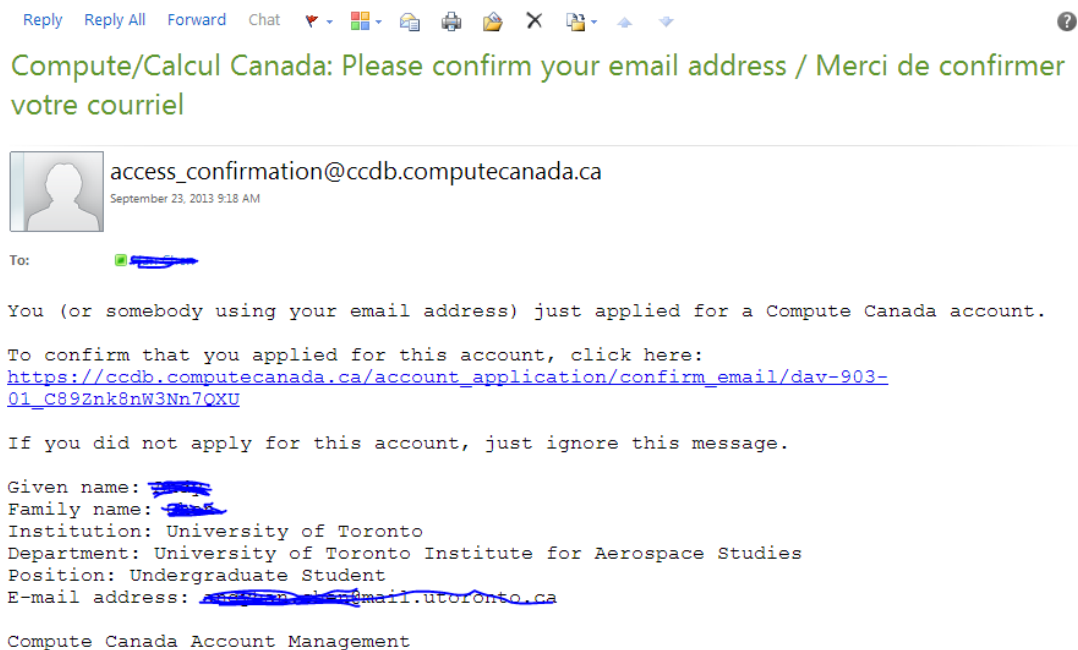 Reply Reply All Forward Chat
Compute/Calcul Canada: Please confirm your email address / Merci de confirmer
votre courriel
access_confirmation@ccdb.computecanada.ca
September 23, 2013 9:18 AM
To:
You (or somebody using your email address) just applied for a Compute Canada account.
To confirm that you applied for this account, click here:
https://ccdb.computecanada.ca/account_application/confirm_email/dav-903-
01_C89Znk8nW3Nn7QXU
If you did not apply for this account, just ignore this message.
Given name:
Family name:
Institution: University of Toronto
Department: University of Toronto Institute for Aerospace Studies
Position: Undergraduate Student
E-mail address: @mail.utoronto.ca
Compute Canada Account Management